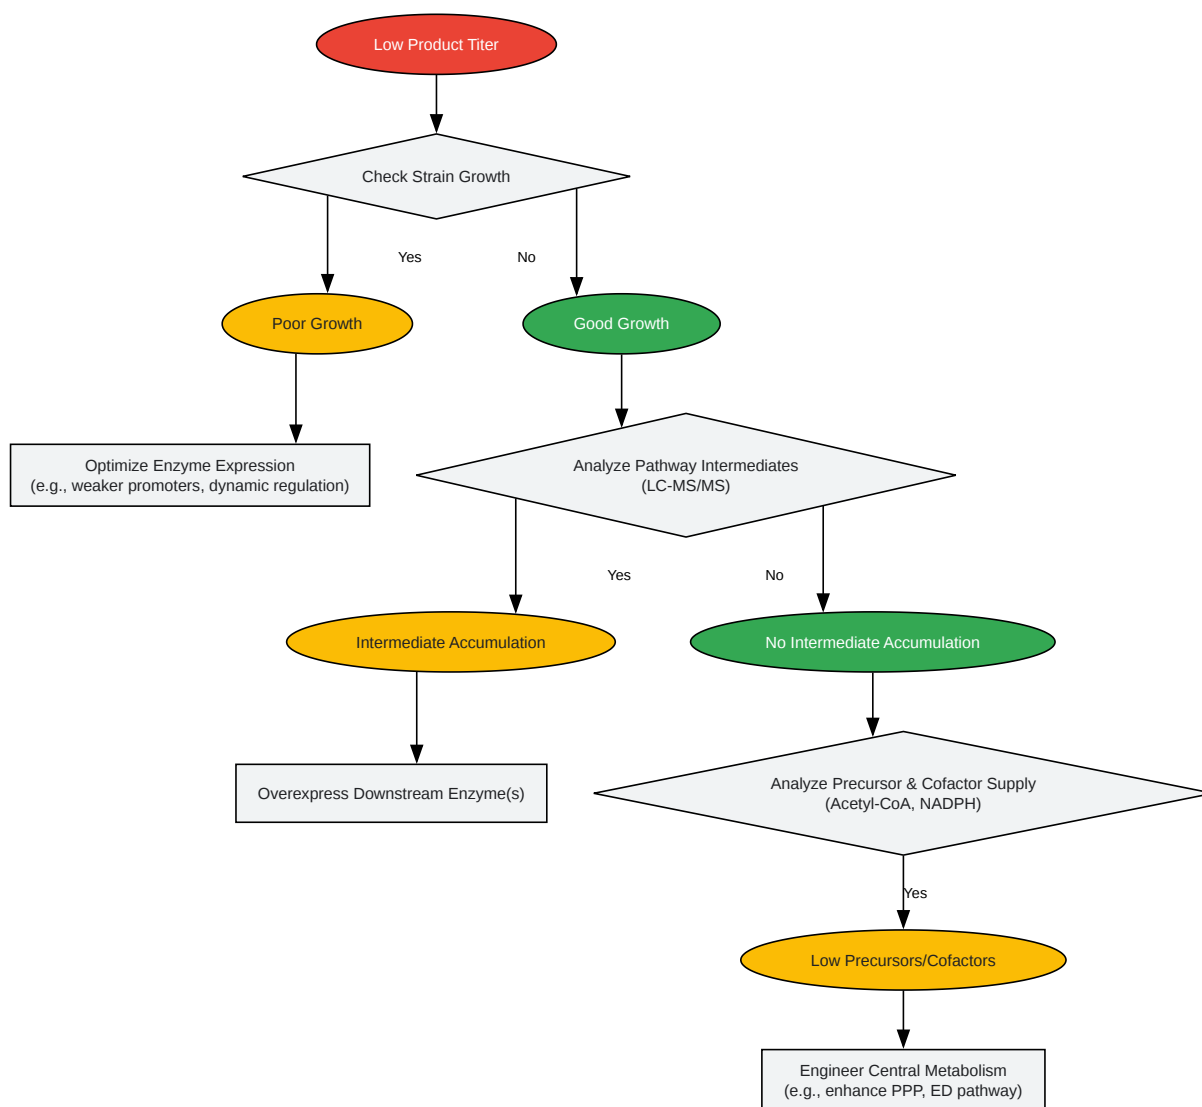 Low Product Titer
Check Strain Growth
Yes
No
Poor Growth
Good Growth
Optimize Enzyme Expression
(e.g., weaker promoters, dynamic regulation)
Analyze Pathway Intermediates
(LC-MS/MS)
Yes
No
Intermediate Accumulation
No Intermediate Accumulation
Overexpress Downstream Enzyme(s)
Analyze Precursor & Cofactor Supply
(Acetyl-CoA, NADPH)
Yes
Low Precursors/Cofactors
Engineer Central Metabolism
(e.g., enhance PPP, ED pathway)